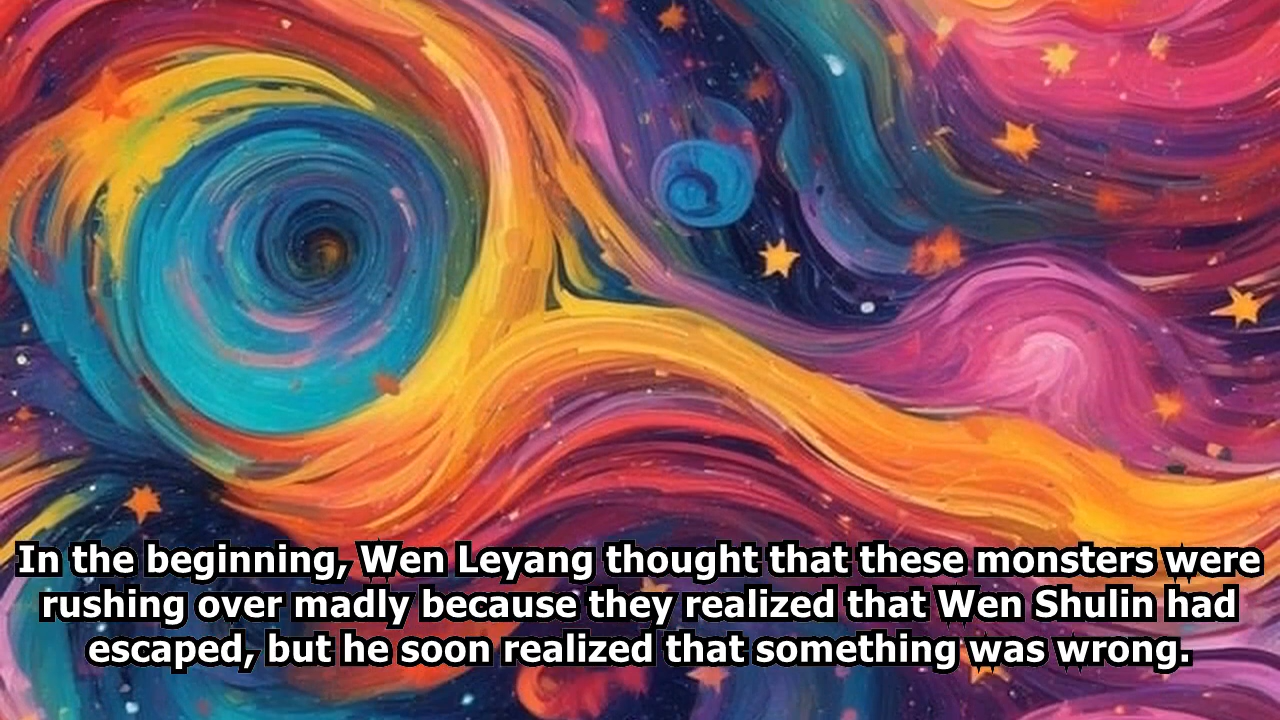 In the beginning, Wen Leyang thought that these monsters were
rushing over madly because they realized that Wen Shulin had
escaped, but he soon realized that something was wrong.